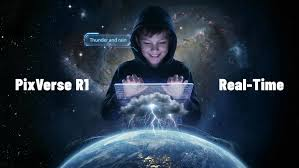 Thunder and rain
PixVerse R1
Real-Time